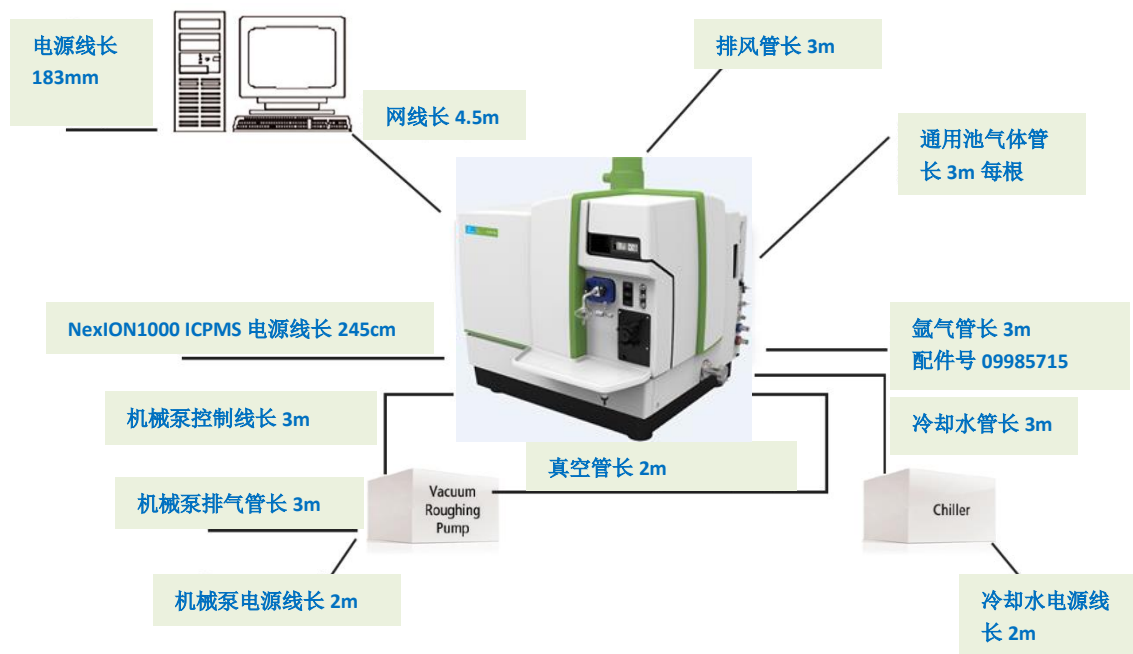 电源线长
183mm
排风管长 3m
网线长 4.5m
通用池气体管
长 3m 每根
NexION1000 ICPMS 电源线长 245cm
氩气管长 3m
配件号 09985715
机械泵控制线长 3m
冷却水管长 3m
真空管长 2m
机械泵排气管长 3m
Vacuum
Roughing
Pump
Chiller
机械泵电源线长 2m
冷却水电源线
长 2m